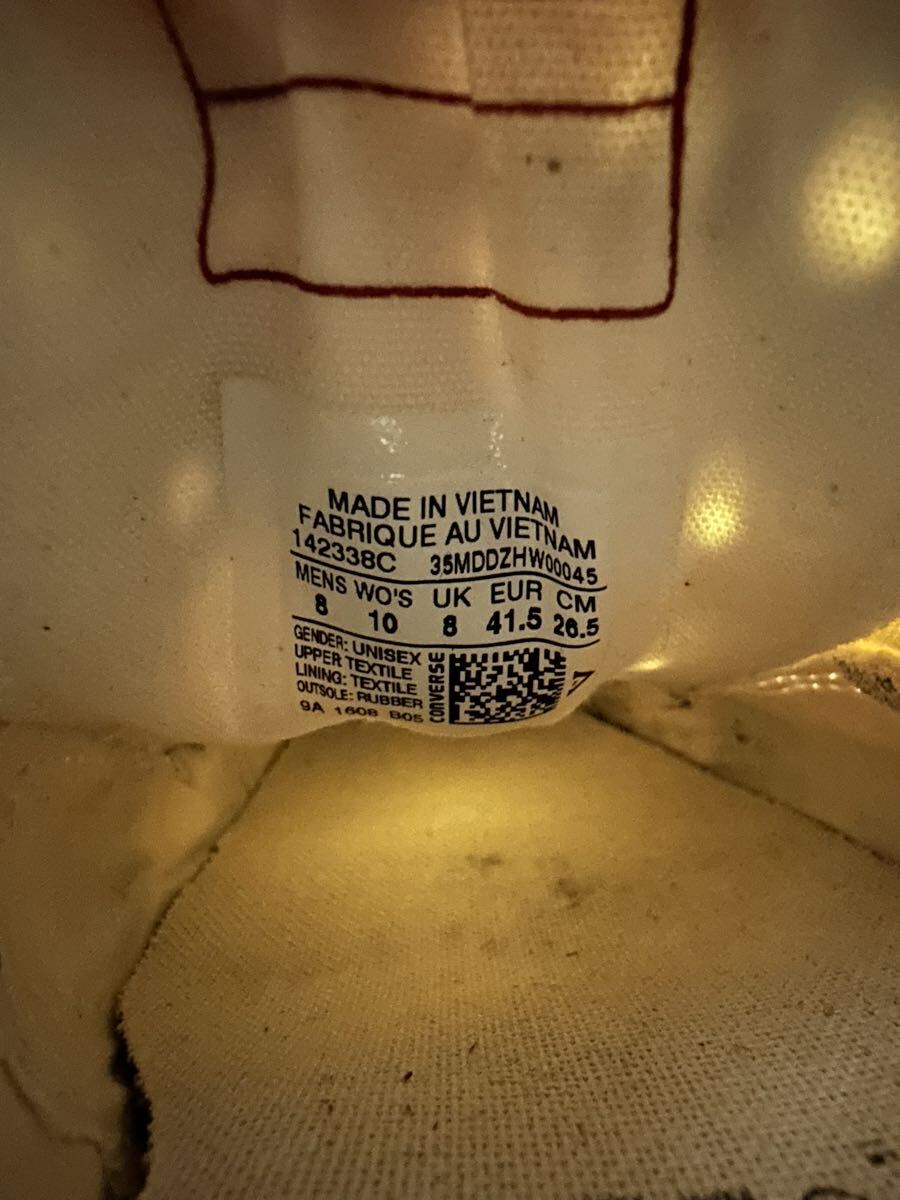 MADE IN VIETNAM
FABRIQUE AU VIETNAM
142338C 35MDDZHW00045
MENS WO'S UK EUR CM
8 10 8 41.5 26.5
GENDER: UNISEX
UPPER TEXTILE
LINING: TEXTILE
OUTSOLE: RUBBER
9A 1608 B05
CONVERSE